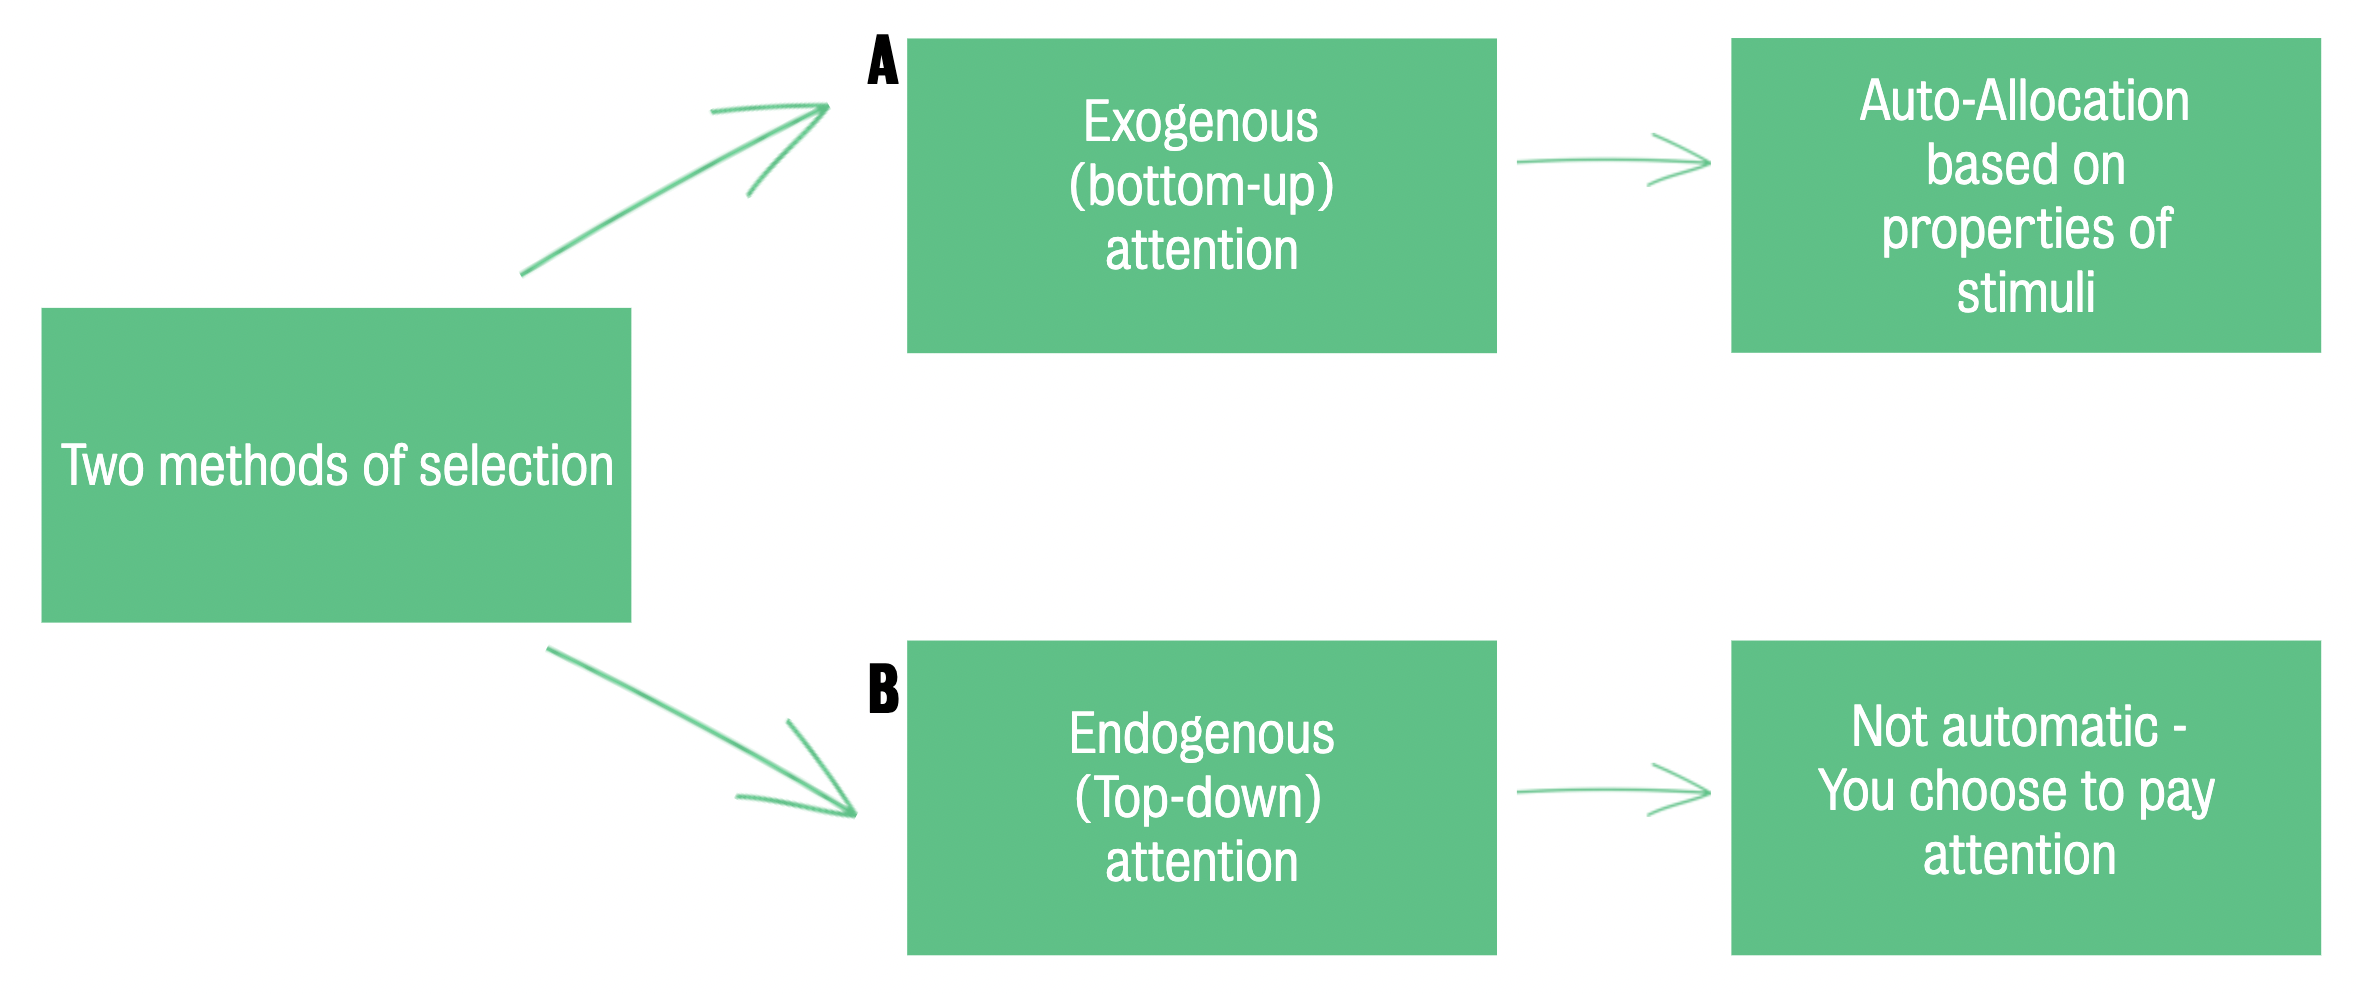 Two methods of selection
A
Exogenous
(bottom-up)
attention
Auto-Allocation
based on
properties of
stimuli
B
Endogenous
(Top-down)
attention
Not automatic -
You choose to pay
attention